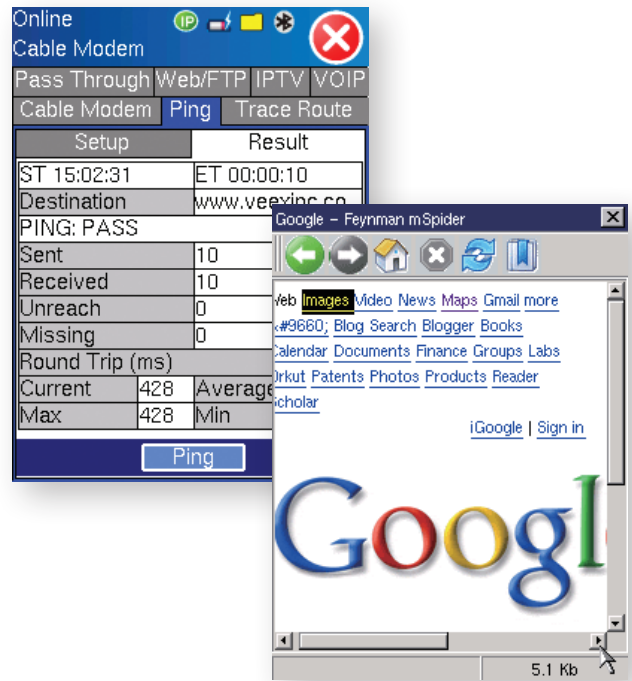 Online
Cable Modem
IP
Pass Through Web/FTP IPTV VOIP
Cable Modem Ping Trace Route
Setup Result
ST 15:02:31 ET 00:00:10
Destination www.veexinc.co
PING: PASS
Sent 10
Received 10
Unreach 0
Missing 0
Round Trip (ms)
Current 428 Average
Max 428 Min
Ping
Google – Feynman mSpider
Images Video News Maps Gmail more
#9660; Blog Search Blogger Books
Calendar Documents Finance Groups Labs
Orkut Patents Photos Products Reader
Scholar
iGoogle | Sign in
Googl
5.1 Kb